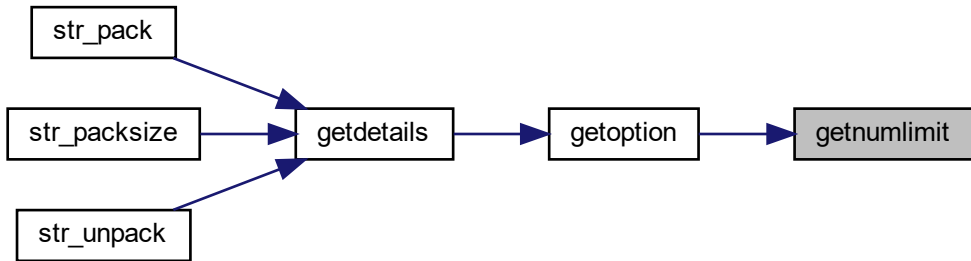 str_pack
str_packsize
getdetails
getoption
getnumlimit
str_unpack